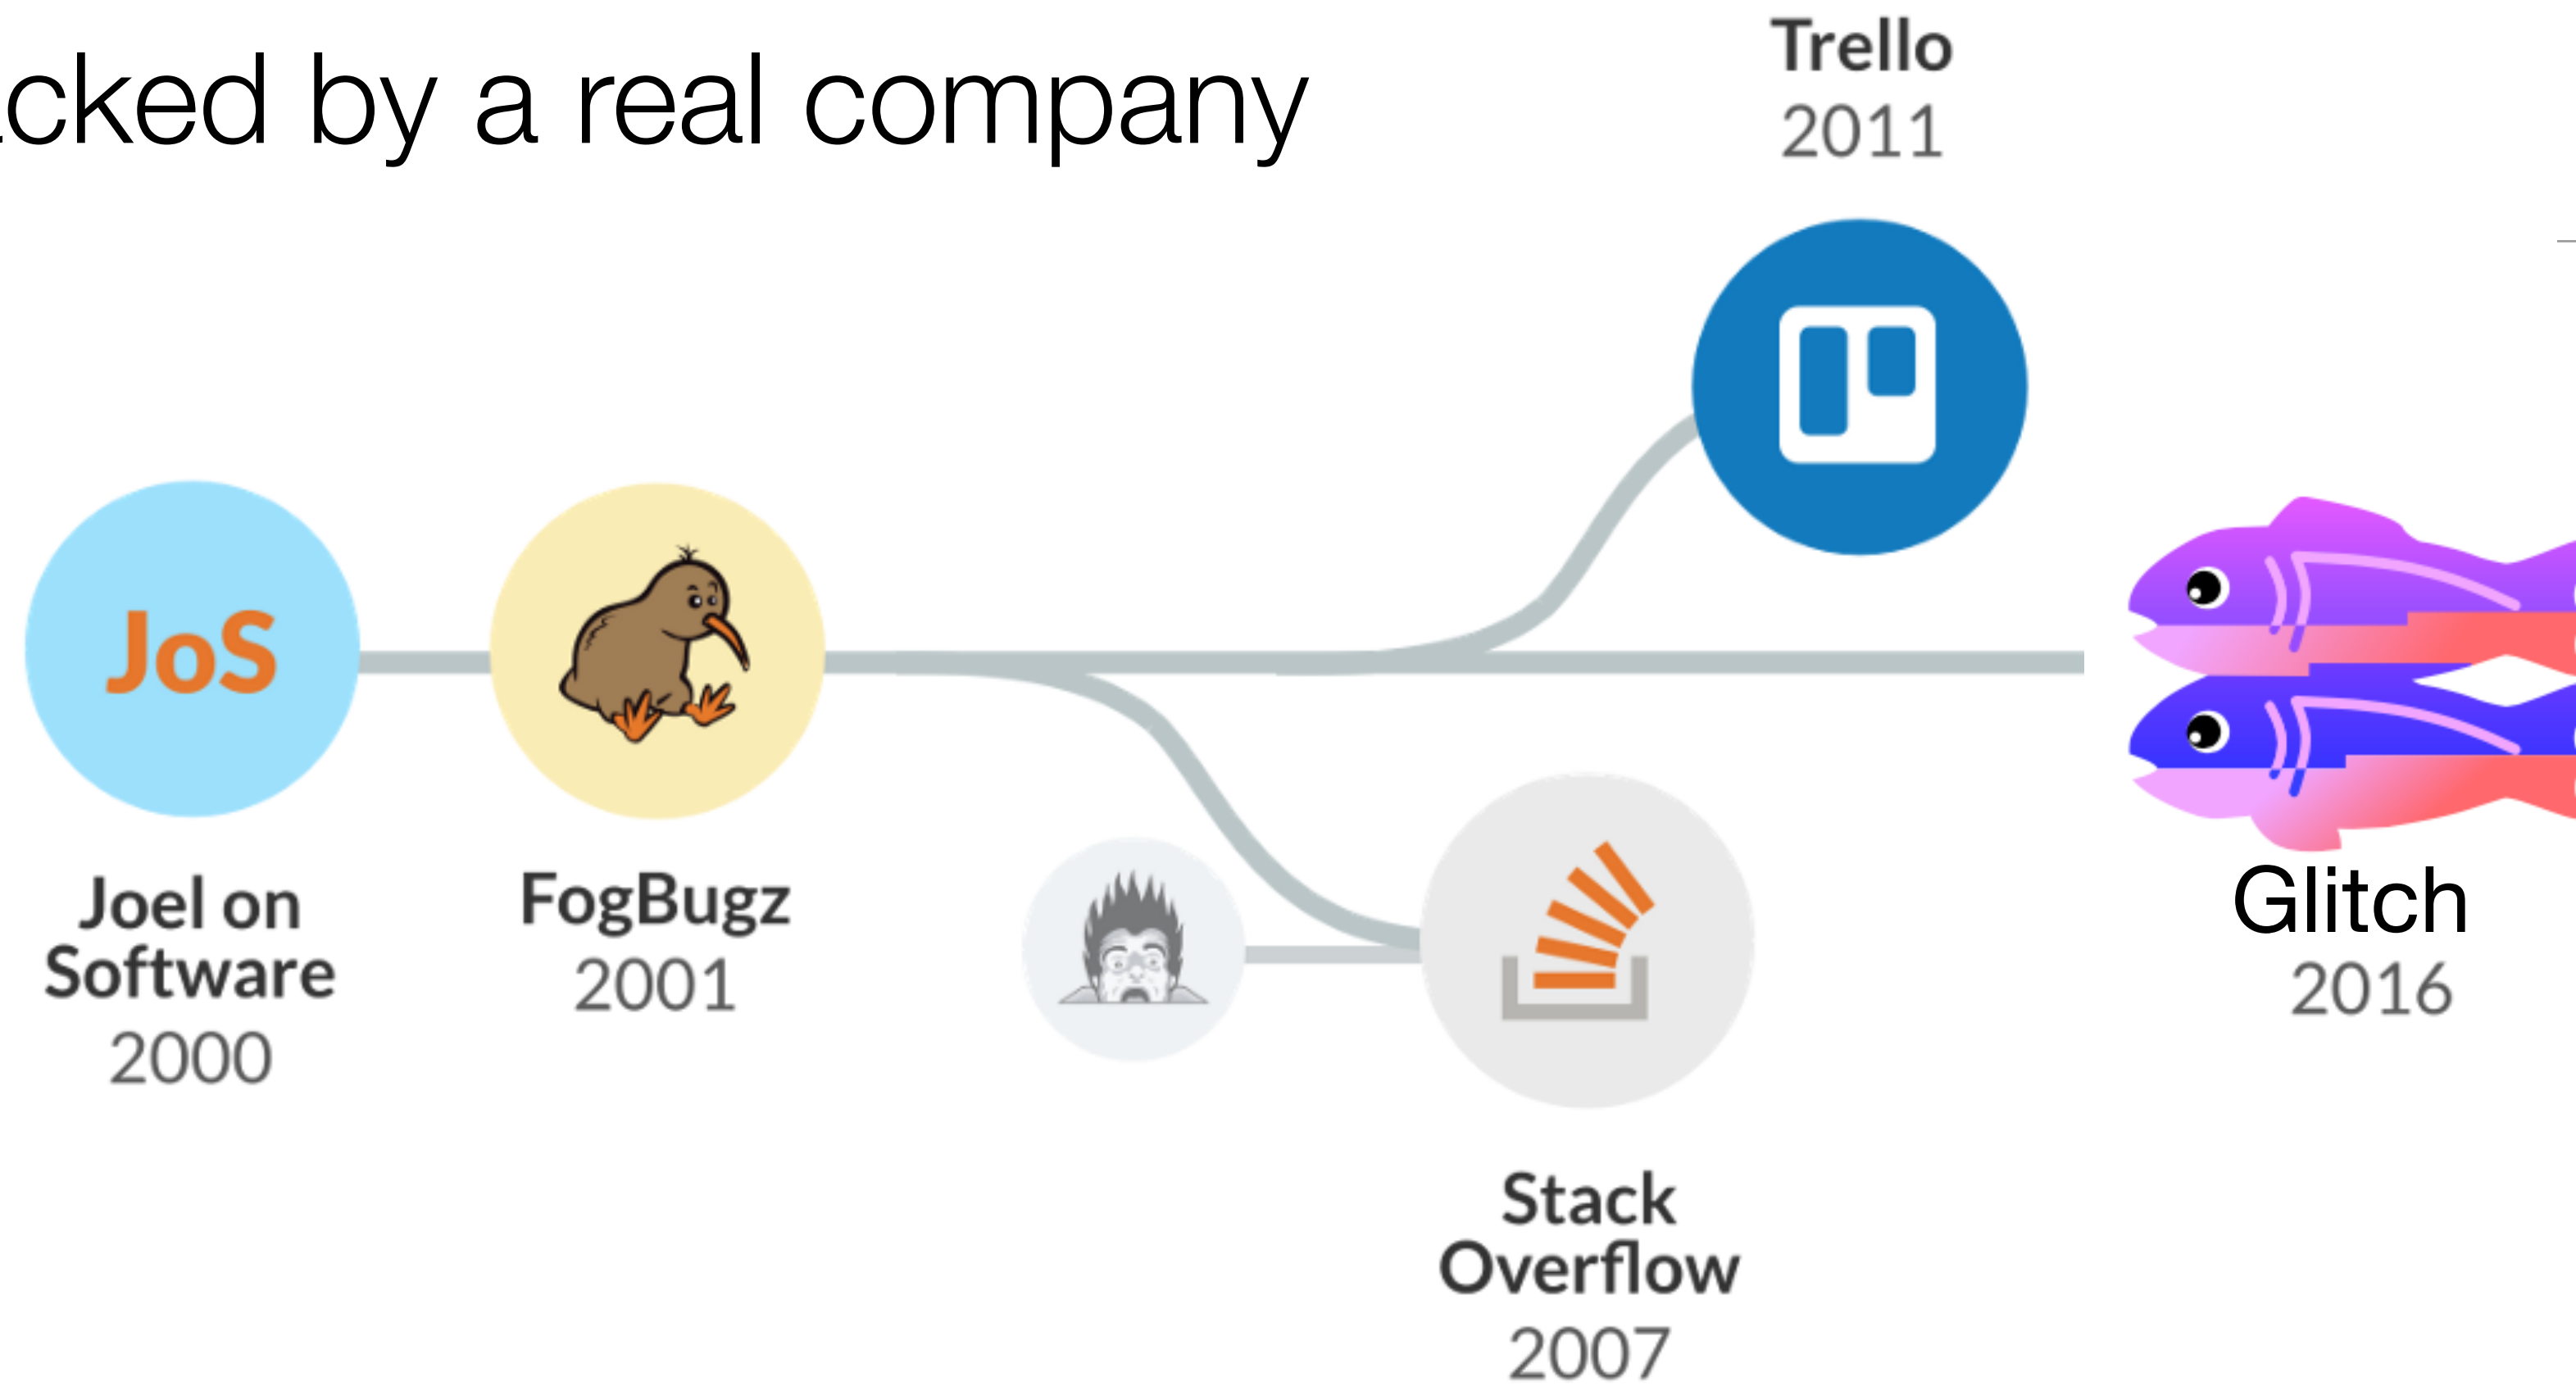 cked by a real company
Trello
2011
JoS
Joel on
Software
2000
FogBugz
2001
Stack
Overflow
2007
Glitch
2016